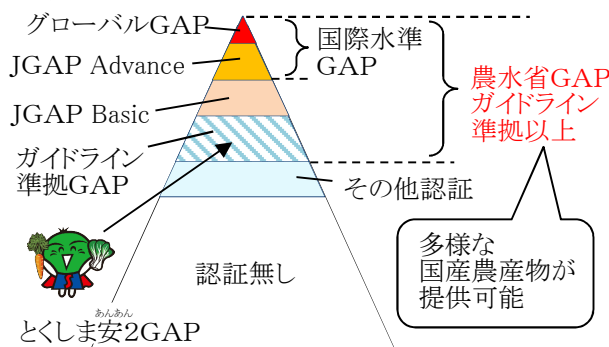 グローバルGAP
JGAP Advance
JGAP Basic
ガイドライン
準拠GAP
国際水準
GAP
農水省GAP
ガイドライン
準拠以上
その他認証
多様な
国産農産物が
提供可能
認証無し
あんあん
とくしま安2GAP